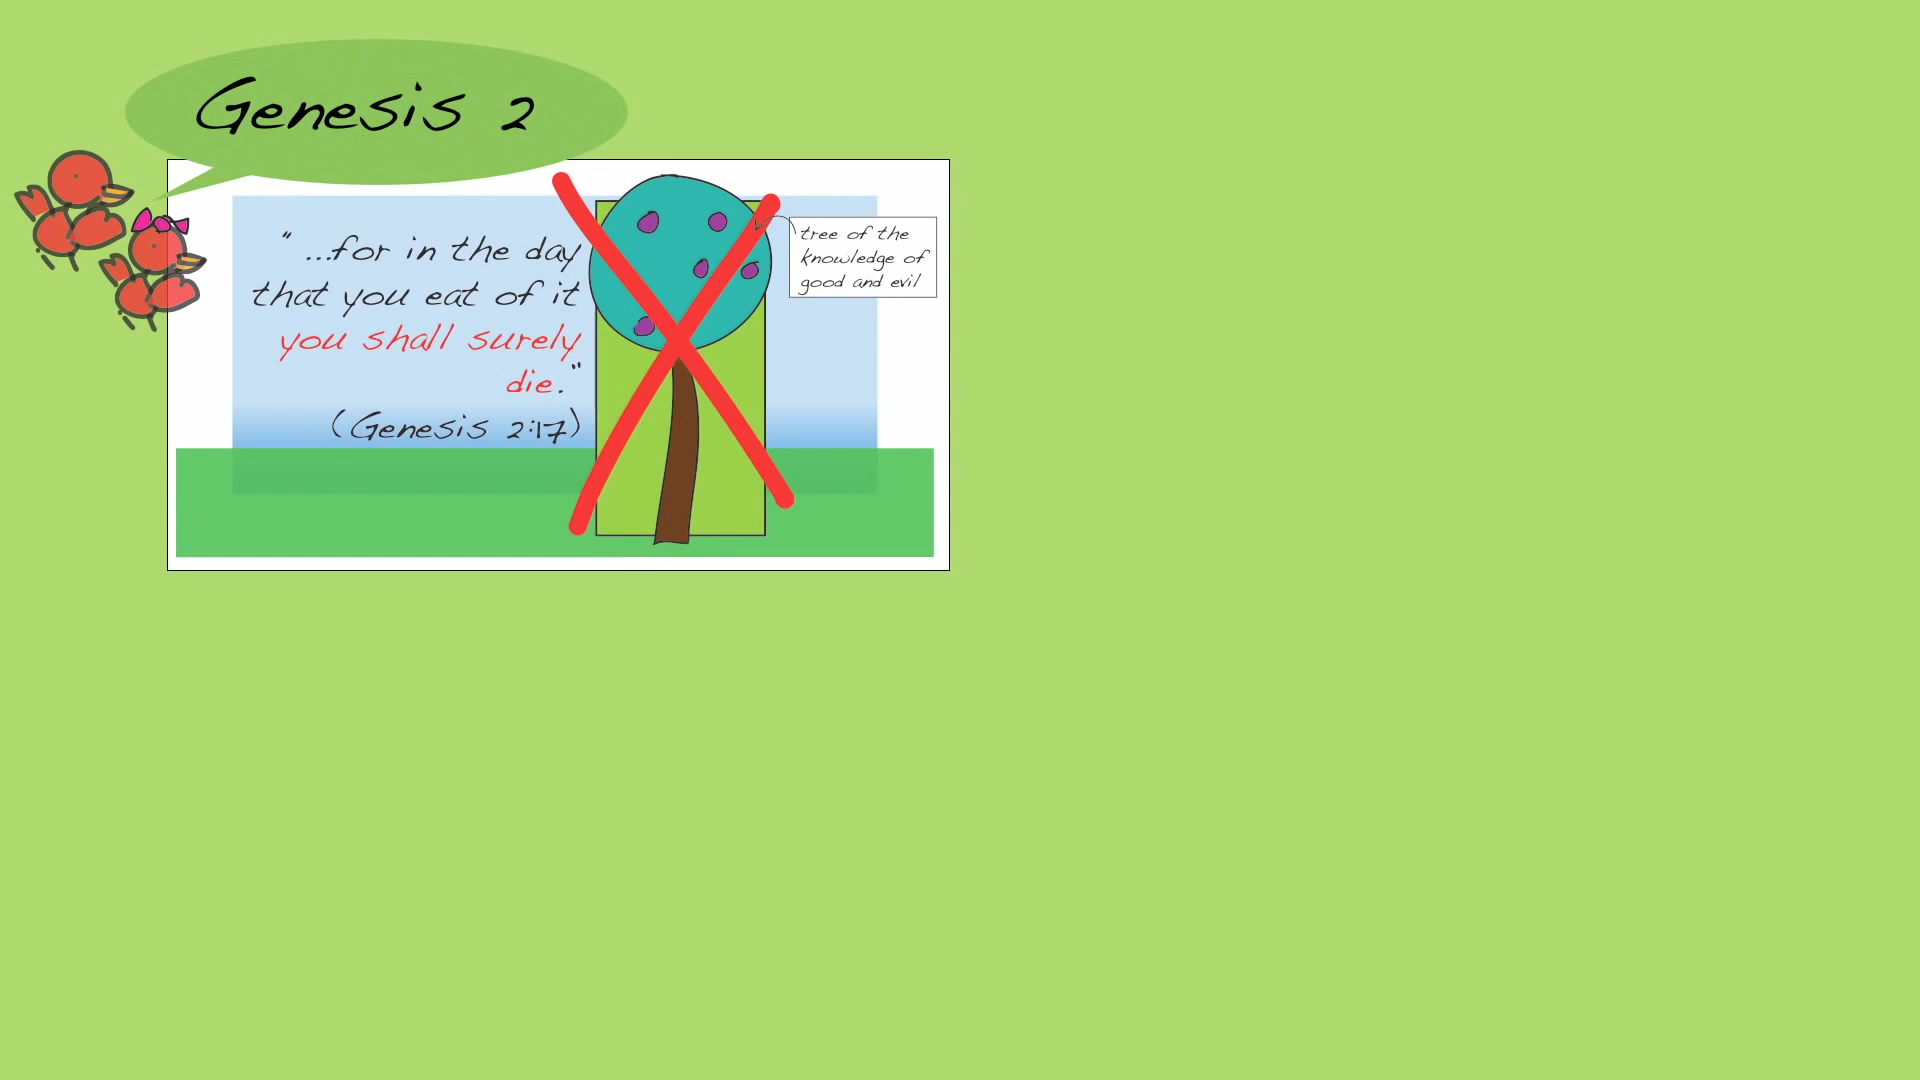 Genesis 2
"...for in the day
that you eat of it
you shall surely
die."
(Genesis 2:17)
tree of the
knowledge of
good and evil